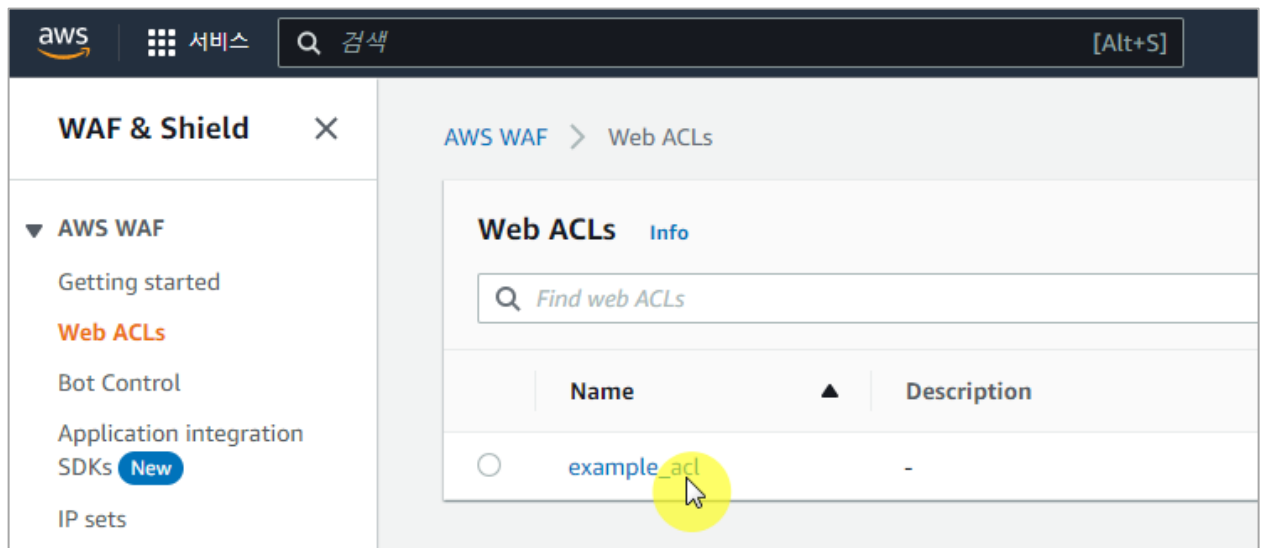 aws 서비스 검색 [Alt+S]
WAF & Shield
AWS WAF > Web ACLs
AWS WAF
Getting started
Web ACLs
Bot Control
Application integration
SDKs New
IP sets
Web ACLs Info
Find web ACLs
Name Description
example_acl -